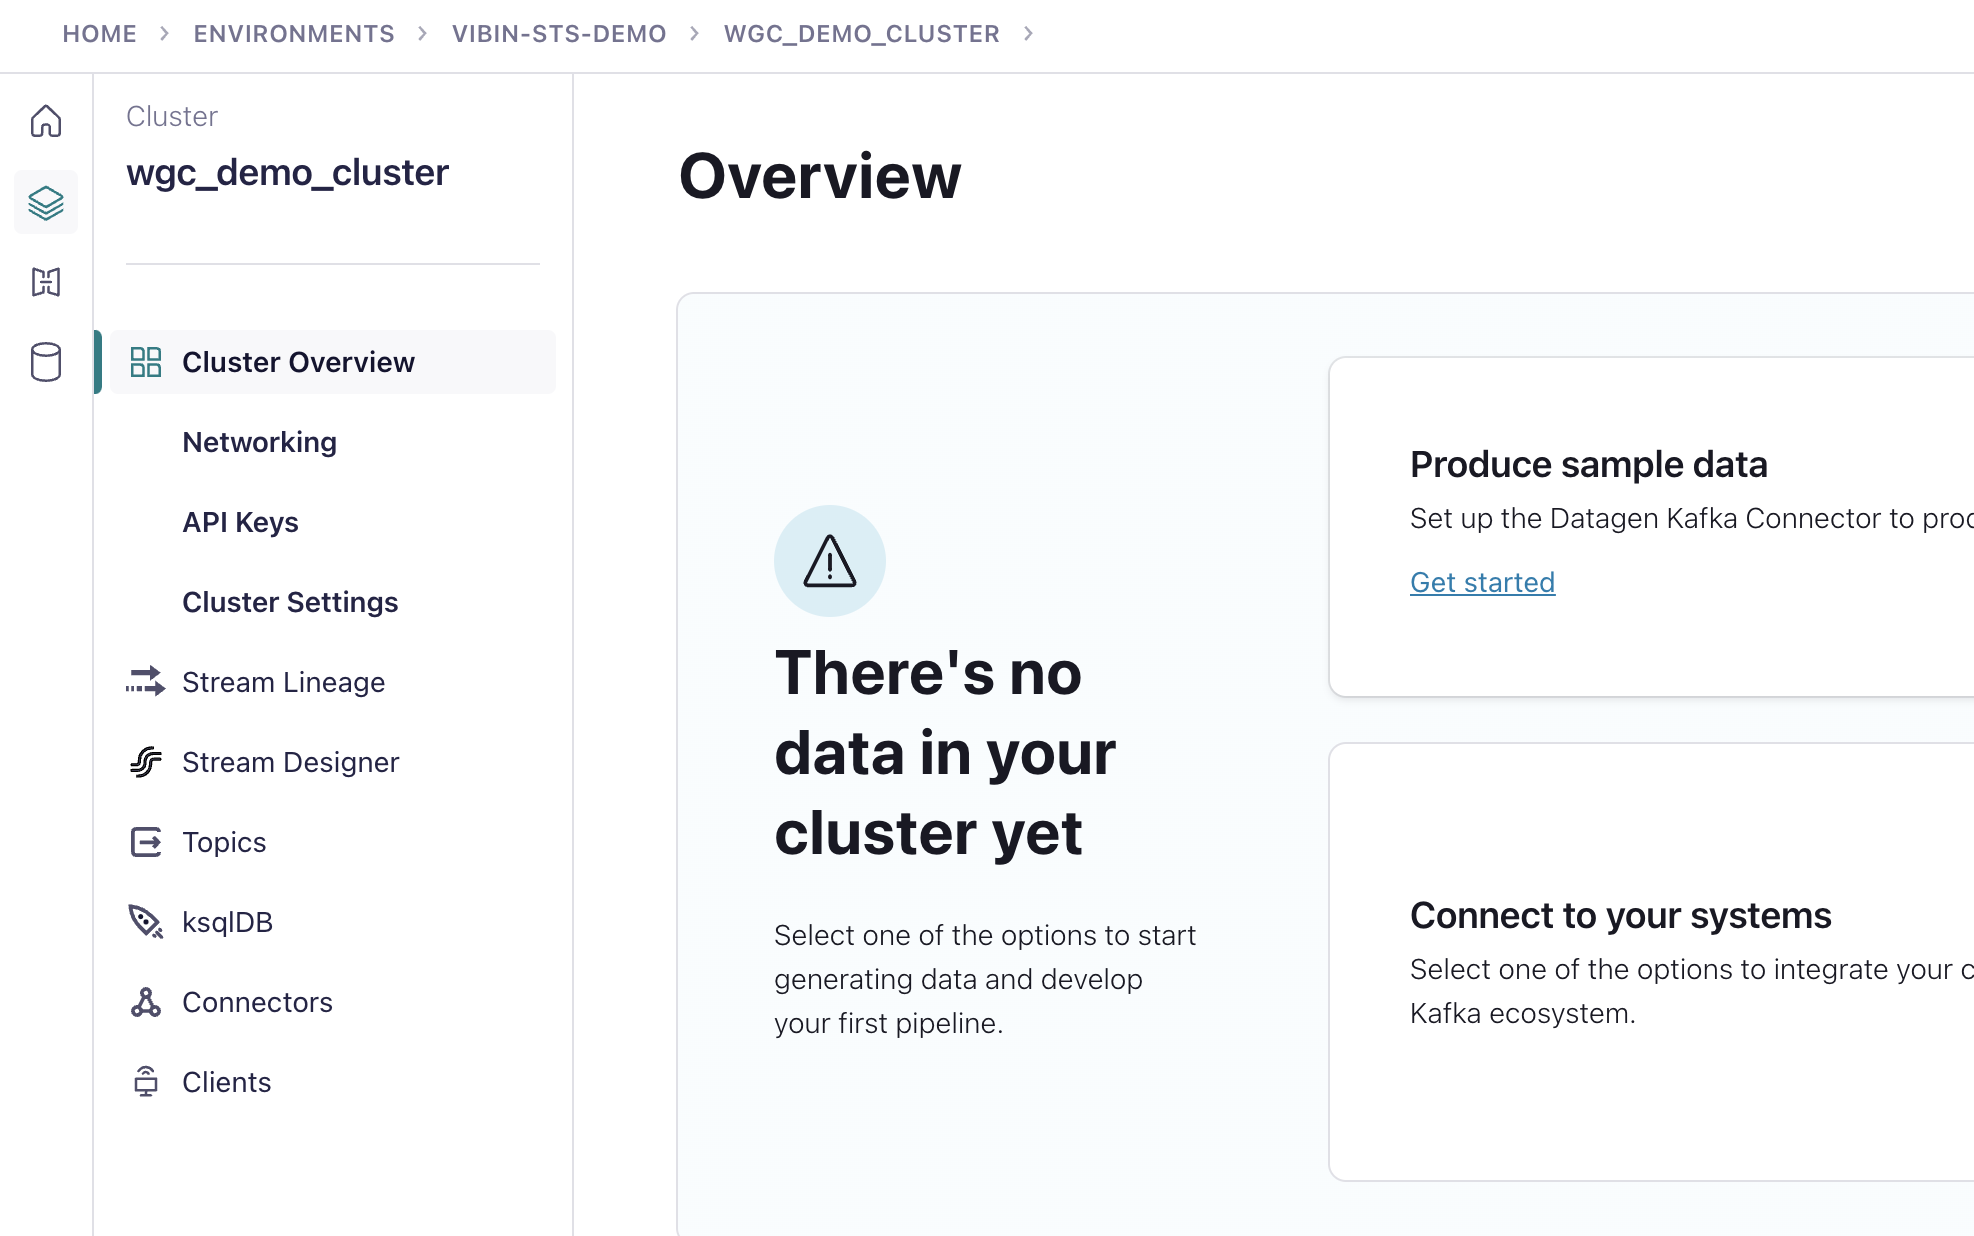 HOME > ENVIRONMENTS > VIBIN-STS-DEMO > WGC_DEMO_CLUSTER >
Cluster
wgc_demo_cluster
Cluster Overview
Networking
API Keys
Cluster Settings
Stream Lineage
Stream Designer
Topics
ksqlDB
Connectors
Clients
Overview
There's no
data in your
cluster yet
Select one of the options to start
generating data and develop
your first pipeline.
Produce sample data
Set up the Datagen Kafka Connector to
Get started
Connect to your systems
Select one of the options to integrate your
Kafka ecosystem.